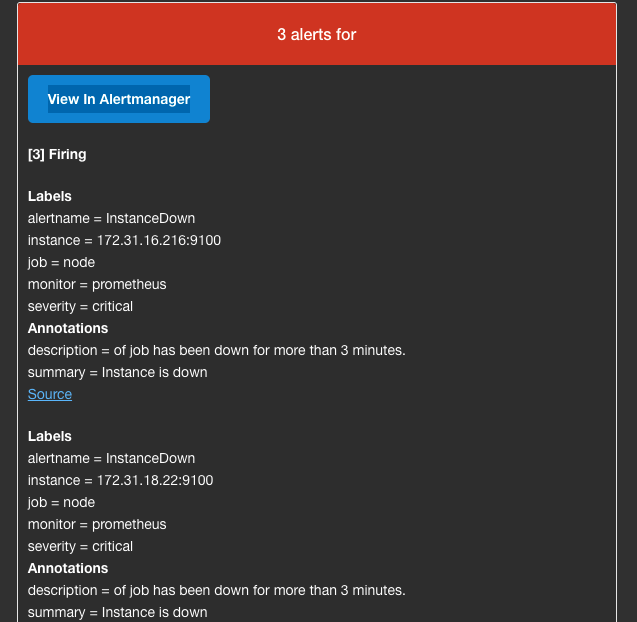 3 alerts for
View In Alertmanager
[3] Firing
Labels
alertname = InstanceDown
instance = 172.31.16.216:9100
job = node
monitor = prometheus
severity = critical
Annotations
description = of job has been down for more than 3 minutes.
summary = Instance is down
Source
Labels
alertname = InstanceDown
instance = 172.31.18.22:9100
job = node
monitor = prometheus
severity = critical
Annotations
description = of job has been down for more than 3 minutes.
summary = Instance is down